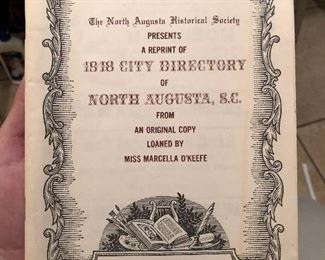 The North Augusta Historical Society
PRESENTS
A REPRINT OF
1818 CITY DIRECTORY
OF
NORTH AUGUSTA, S.C.
FROM
AN ORIGINAL COPY
LOANED BY
MISS MARCELLA O'KEEFE